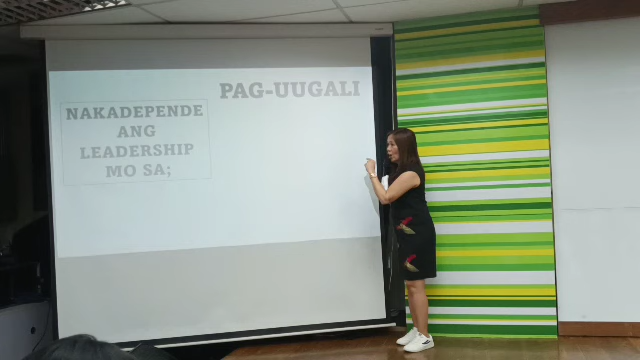 PAG-UUGALI
NAKADEPENDE
ANG
LEADERSHIP
MO SA;